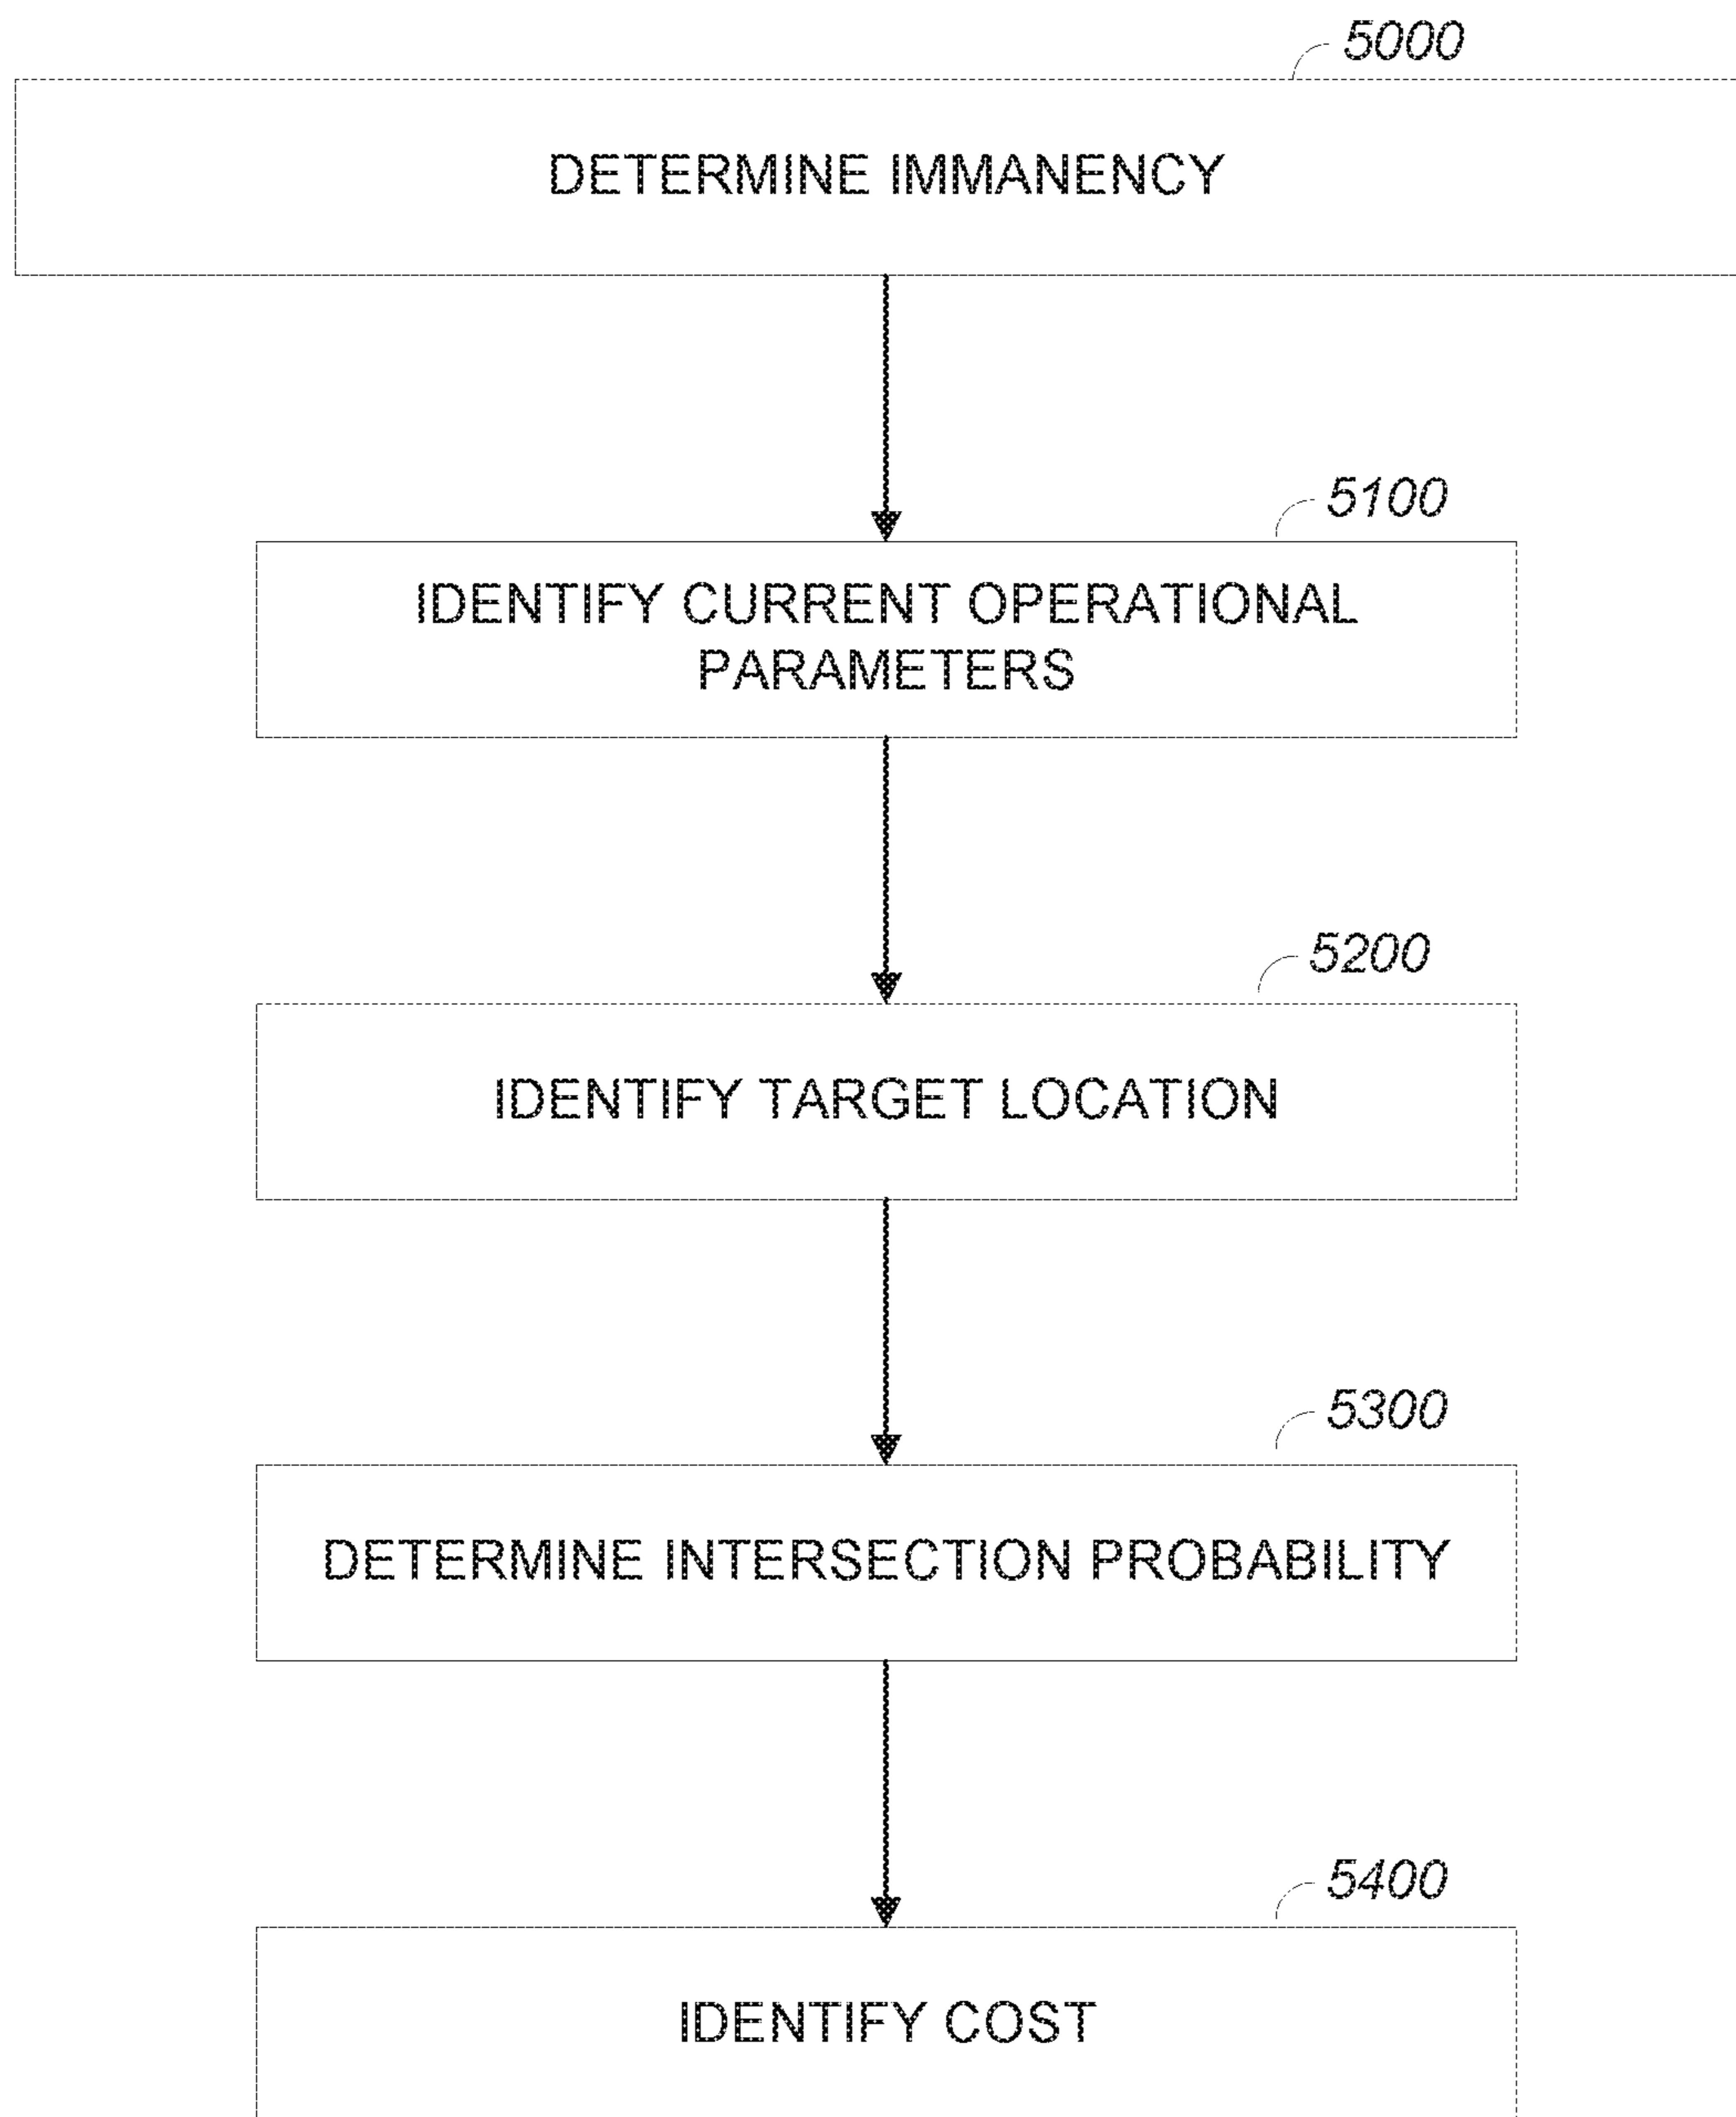 5000
DETERMINE IMMANENCY
5100
IDENTIFY CURRENT OPERATIONAL
PARAMETERS
5200
IDENTIFY TARGET LOCATION
5300
DETERMINE INTERSECTION PROBABILITY
5400
IDENTIFY COST